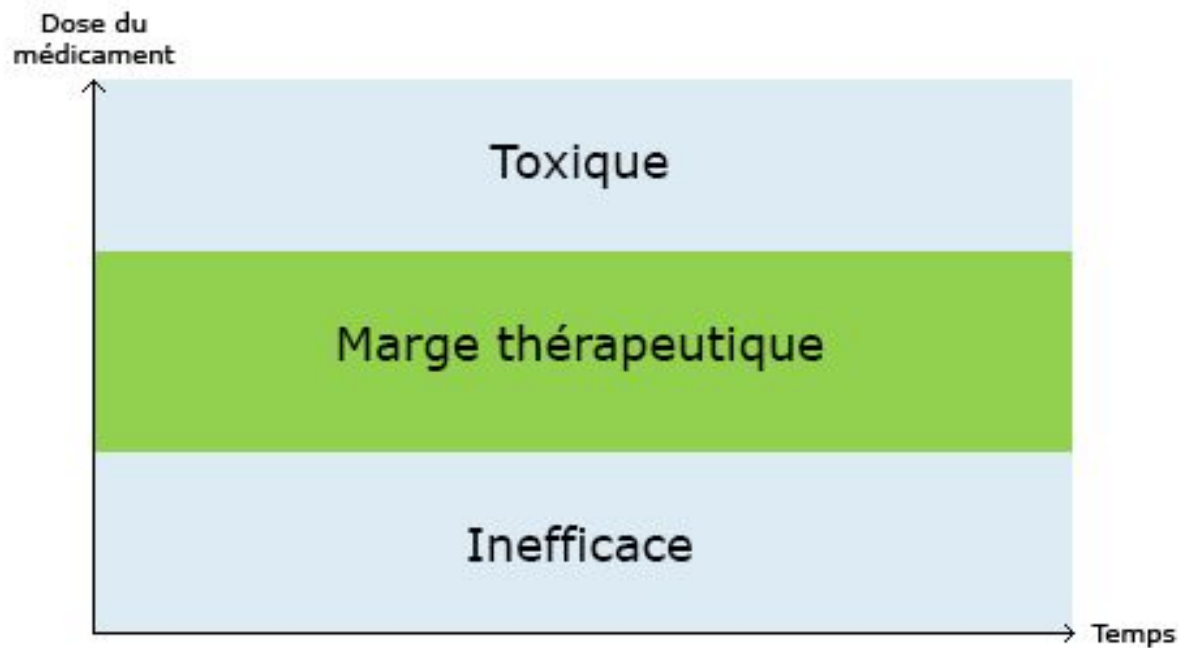 Dose du
médicament
Toxique
Marge thérapeutique
Inefficace
Temps